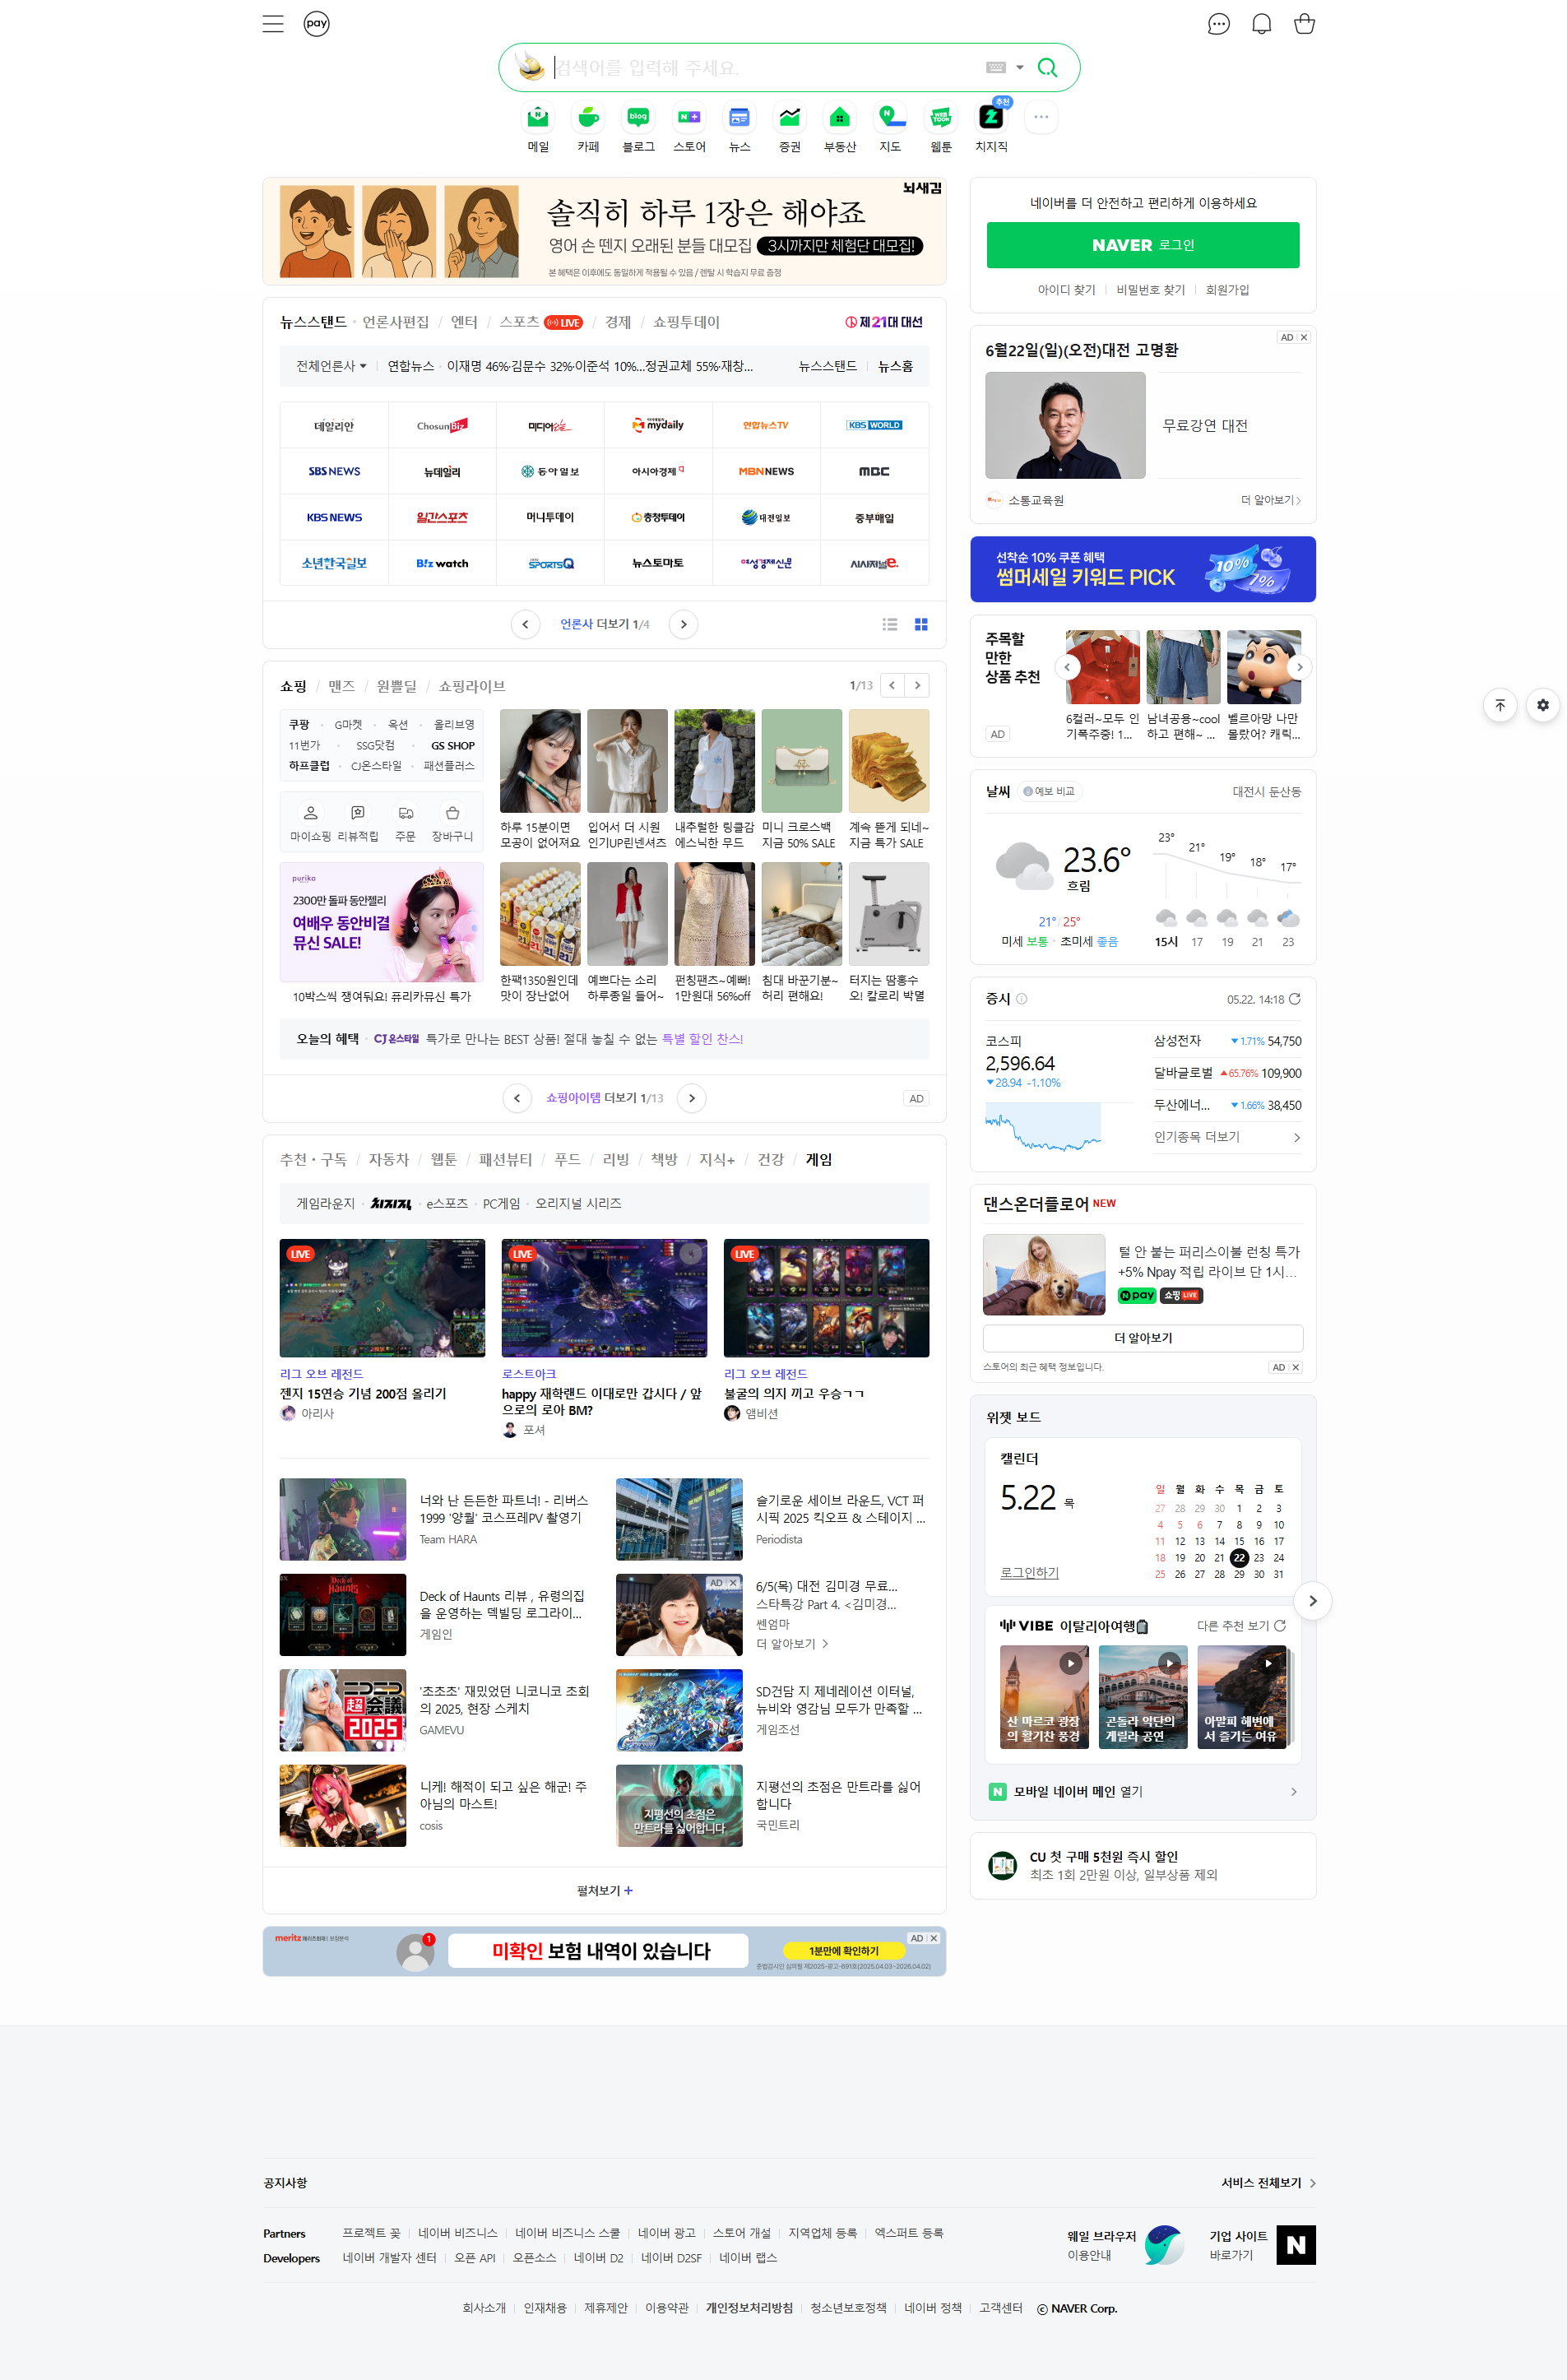 pay
검색어를 입력해 주세요.
메일
카페
blog
블로그
N +
스토어
뉴스
증권
부동산
지도
WEB TOON
웹툰
추천
치지직
뇌새김
솔직히 하루 1장은 해야죠
영어 손 뗀지 오래된 분들 대모집 3시까지만 체험단 대모집!
본 혜택은 이후에도 동일하게 적용될 수 있음 / 렌탈 시 학습지 무료 증정
네이버를 더 안전하고 편리하게 이용하세요
NAVER 로그인
아이디 찾기 비밀번호 찾기 회원가입
뉴스스탠드 · 언론사편집 / 엔터 / 스포츠 LIVE / 경제 / 쇼핑투데이
제21대 대선
전체언론사 연합뉴스 · 이재명 46%·김문수 32%·이준석 10%...정권교체 55%·재창...
뉴스스탠드 뉴스홈
데일리안 ChosunBiz 미디어오늘 mydaily 연합뉴스TV KBS WORLD
SBS NEWS 뉴데일리 동아일보 아시아경제 MBN NEWS MBC
KBS NEWS 일간스포츠 머니투데이 충청투데이 대전일보 중부매일
소년한국일보 B!z watch SPORTSQ 뉴스토마토 여성경제신문 시사저널e.
언론사 더보기 1/4
AD
6월22일(일)(오전)대전 고명환
무료강연 대전
소통교육원
더 알아보기
선착순 10% 쿠폰 혜택
썸머세일 키워드 PICK
10% 7%
주목할
만한
상품 추천
AD
6컬러~모두 인
기폭주중! 1...
남녀공용~cool
하고 편해~ ...
벨르아망 나만
몰랐어? 캐릭...
쇼핑 / 맨즈 / 원쁠딜 / 쇼핑라이브
1/13
쿠팡 · G마켓 · 옥션 · 올리브영
11번가 · SSG닷컴 · GS SHOP
하프클럽 · CJ온스타일 · 패션플러스
마이쇼핑 리뷰적립 주문 장바구니
purika
2300만 돌파 동안젤리
여배우 동안비결
뮤신 SALE!
10박스씩 쟁여둬요! 퓨리카뮤신 특가
하루 15분이면
모공이 없어져요
입어서 더 시원
인기UP린넨셔츠
내추럴한 링클감
에스닉한 무드
미니 크로스백
지금 50% SALE
계속 뜯게 되네~
지금 특가 SALE
한팩1350원인데
맛이 장난없어
예쁘다는 소리
하루종일 들어~
펀칭팬츠~예뻐!
1만원대 56%off
침대 바꾼기분~
허리 편해요!
터지는 땀홍수
오! 칼로리 박멸
오늘의 혜택 · CJ온스타일 특가로 만나는 BEST 상품! 절대 놓칠 수 없는 특별 할인 찬스!
쇼핑아이템 더보기 1/13
AD
날씨 예보 비교
대전시 둔산동
23.6°
흐림
21° / 25°
미세 보통 · 초미세 좋음
23° 21° 19° 18° 17°
15시 17 19 21 23
증시
05.22. 14:18
코스피
2,596.64
▼28.94 -1.10%
삼성전자 ▼1.71% 54,750
달바글로벌 ▲65.76% 109,900
두산에너... ▼1.66% 38,450
인기종목 더보기
추천·구독 / 자동차 / 웹툰 / 패션뷰티 / 푸드 / 리빙 / 책방 / 지식+ / 건강 / 게임
게임라운지 · 치지직 · e스포츠 · PC게임 · 오리지널 시리즈
LIVE
리그 오브 레전드
젠지 15연승 기념 200점 올리기
아리사
LIVE
로스트아크
happy 재학랜드 이대로만 갑시다 / 앞
으로의 로아 BM?
포셔
LIVE
리그 오브 레전드
불굴의 의지 끼고 우승ㄱㄱ
앰비션
너와 난 든든한 파트너! - 리버스
1999 '양월' 코스프레PV 촬영기
Team HARA
슬기로운 세이브 라운드, VCT 퍼
시픽 2025 킥오프 & 스테이지 ...
Periodista
Deck of Haunts
Deck of Haunts 리뷰 , 유령의집
을 운영하는 덱빌딩 로그라이...
게임인
AD
6/5(목) 대전 김미경 무료...
스타특강 Part 4. <김미경...
쎈엄마
더 알아보기
ニコニコ
超会議
2025
'초초초' 재밌었던 니코니코 초회
의 2025, 현장 스케치
GAMEVU
SD건담 지 제네레이션 이터널,
뉴비와 영감님 모두가 만족할 ...
게임조선
니케! 해적이 되고 싶은 해군! 주
아님의 마스트!
cosis
지평선의 초점은
만트라를 싫어합니다
지평선의 초점은 만트라를 싫어
합니다
국민트리
펼쳐보기 +
댄스온더플로어 NEW
털 안 붙는 퍼리스이불 런칭 특가
+5% Npay 적립 라이브 단 1시...
N pay 쇼핑 LIVE
더 알아보기
스토어의 최근 혜택 정보입니다.
AD
위젯 보드
캘린더
5.22 목
로그인하기
일 월 화 수 목 금 토
27 28 29 30 1 2 3
4 5 6 7 8 9 10
11 12 13 14 15 16 17
18 19 20 21 22 23 24
25 26 27 28 29 30 31
VIBE 이탈리아여행
다른 추천 보기
산 마르코 광장
의 활기찬 풍경
곤돌라 악단의
게릴라 공연
아말피 해변에
서 즐기는 여유
N 모바일 네이버 메인 열기
CU 첫 구매 5천원 즉시 할인
최초 1회 2만원 이상, 일부상품 제외
meritz 메리츠화재
1
미확인 보험 내역이 있습니다
1분만에 확인하기
AD
공지사항
서비스 전체보기
Partners 프로젝트 꽃 네이버 비즈니스 네이버 비즈니스 스쿨 네이버 광고 스토어 개설 지역업체 등록 엑스퍼트 등록
Developers 네이버 개발자 센터 오픈 API 오픈소스 네이버 D2 네이버 D2SF 네이버 랩스
웨일 브라우저
이용안내
기업 사이트
바로가기
N
회사소개 인재채용 제휴제안 이용약관 개인정보처리방침 청소년보호정책 네이버 정책 고객센터 ⓒ NAVER Corp.